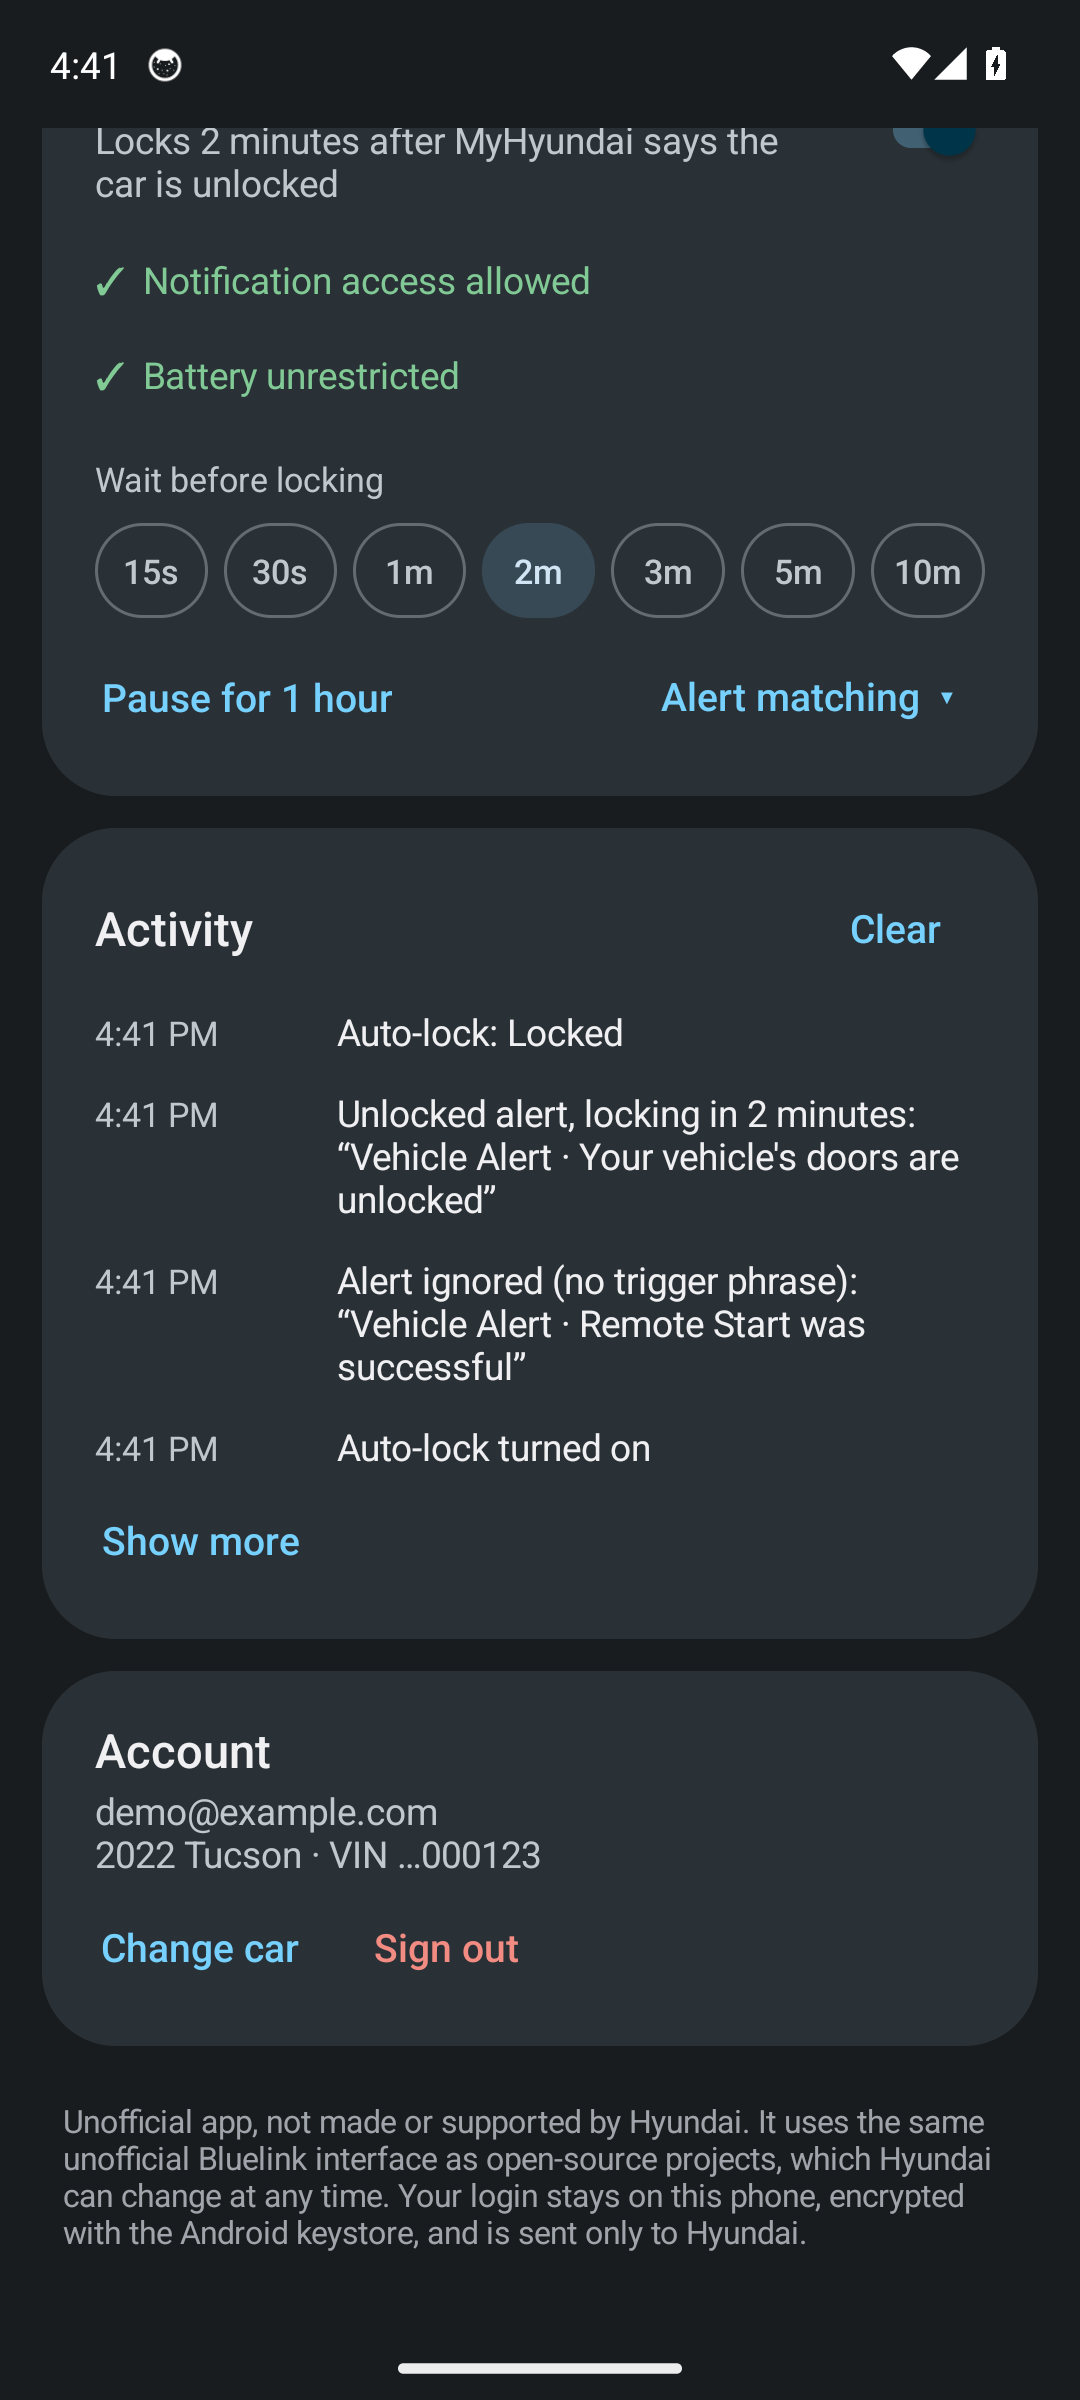 4:41
Locks 2 minutes after MyHyundai says the
car is unlocked
✓ Notification access allowed
✓ Battery unrestricted
Wait before locking
15s 30s 1m 2m 3m 5m 10m
Pause for 1 hour Alert matching ▾
Activity Clear
4:41 PM Auto-lock: Locked
4:41 PM Unlocked alert, locking in 2 minutes:
“Vehicle Alert · Your vehicle's doors are
unlocked”
4:41 PM Alert ignored (no trigger phrase):
“Vehicle Alert · Remote Start was
successful”
4:41 PM Auto-lock turned on
Show more
Account
demo@example.com
2022 Tucson · VIN …000123
Change car Sign out
Unofficial app, not made or supported by Hyundai. It uses the same
unofficial Bluelink interface as open-source projects, which Hyundai
can change at any time. Your login stays on this phone, encrypted
with the Android keystore, and is sent only to Hyundai.